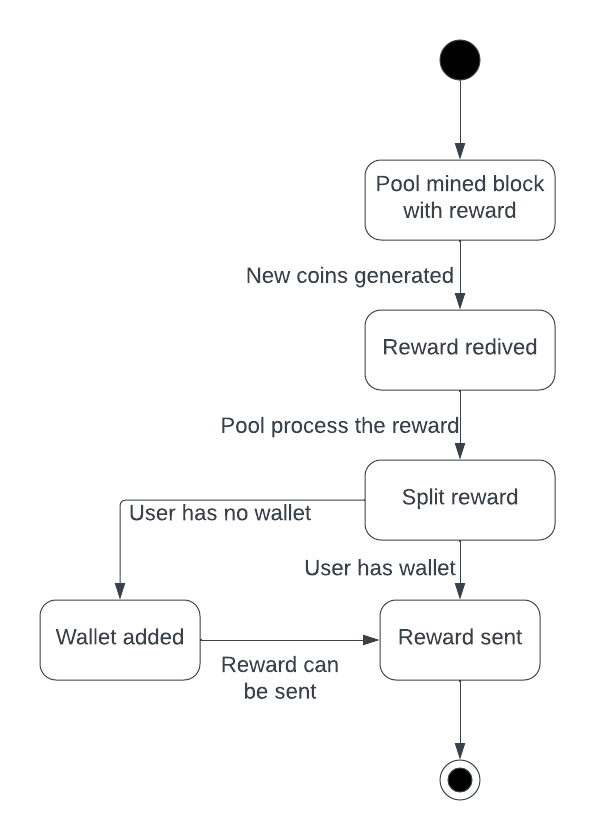 Pool mined block
with reward
New coins generated
Reward redived
Pool process the reward
Split reward
User has no wallet
User has wallet
Wallet added
Reward sent
Reward can
be sent